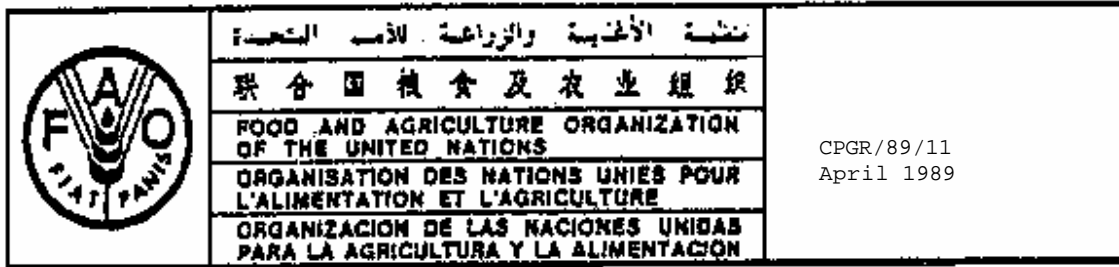 FAO
FIAT PANIS
منظمة الأغذية والزراعة للأمم المتحدة
联合国粮食及农业组织
FOOD AND AGRICULTURE ORGANIZATION
OF THE UNITED NATIONS
ORGANISATION DES NATIONS UNIES POUR
L'ALIMENTATION ET L'AGRICULTURE
ORGANIZACION DE LAS NACIONES UNIDAS
PARA LA AGRICULTURA Y LA ALIMENTACION
CPGR/89/11
April 1989